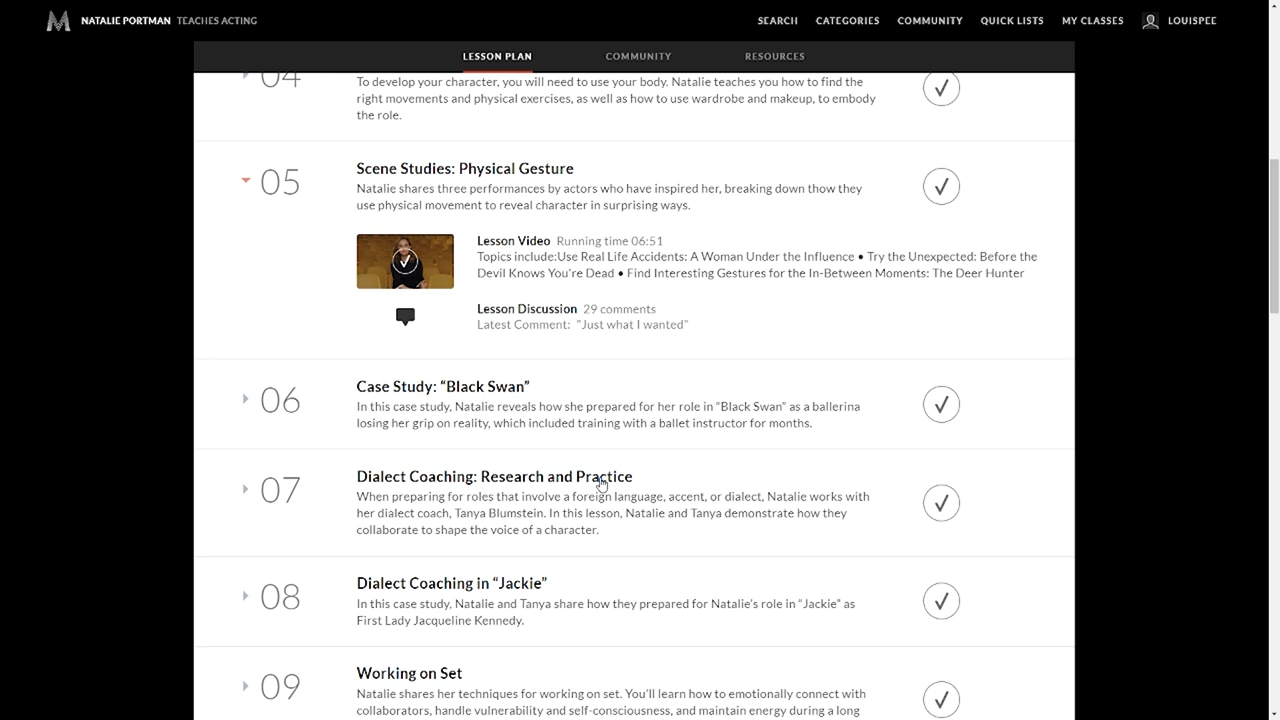 NATALIE PORTMAN TEACHES ACTING
SEARCH CATEGORIES COMMUNITY QUICK LISTS MY CLASSES LOUISPEE
LESSON PLAN COMMUNITY RESOURCES
04
To develop your character, you will need to use your body. Natalie teaches you how to find the
right movements and physical exercises, as well as how to use wardrobe and makeup, to embody
the role.
05
Scene Studies: Physical Gesture
Natalie shares three performances by actors who have inspired her, breaking down thow they
use physical movement to reveal character in surprising ways.
Lesson Video Running time 06:51
Topics include:Use Real Life Accidents: A Woman Under the Influence • Try the Unexpected: Before the
Devil Knows You're Dead • Find Interesting Gestures for the In-Between Moments: The Deer Hunter
Lesson Discussion 29 comments
Latest Comment: "Just what I wanted"
06
Case Study: “Black Swan”
In this case study, Natalie reveals how she prepared for her role in “Black Swan” as a ballerina
losing her grip on reality, which included training with a ballet instructor for months.
07
Dialect Coaching: Research and Practice
When preparing for roles that involve a foreign language, accent, or dialect, Natalie works with
her dialect coach, Tanya Blumstein. In this lesson, Natalie and Tanya demonstrate how they
collaborate to shape the voice of a character.
08
Dialect Coaching in “Jackie”
In this case study, Natalie and Tanya share how they prepared for Natalie's role in “Jackie” as
First Lady Jacqueline Kennedy.
09
Working on Set
Natalie shares her techniques for working on set. You'll learn how to emotionally connect with
collaborators, handle vulnerability and self-consciousness, and maintain energy during a long